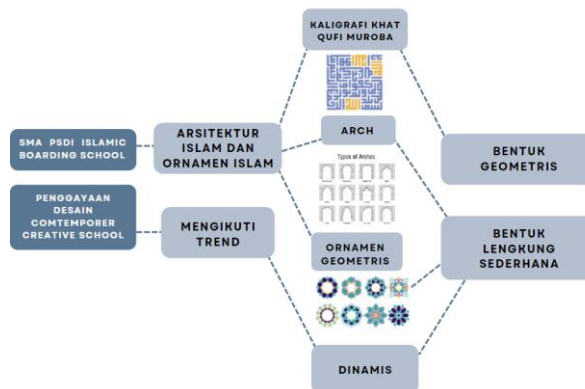 KALIGRAFI KHAT
QUFI MUROBA
SMA PSDI ISLAMIC
BOARDING SCHOOL
ARSITEKTUR
ISLAM DAN
ORNAMEN ISLAM
ARCH
Types of Arches
BENTUK
GEOMETRIS
PENGGAYAAN
DESAIN
COMTEMPORER
CREATIVE SCHOOL
MENGIKUTI
TREND
ORNAMEN
GEOMETRIS
BENTUK
LENGKUNG
SEDERHANA
DINAMIS